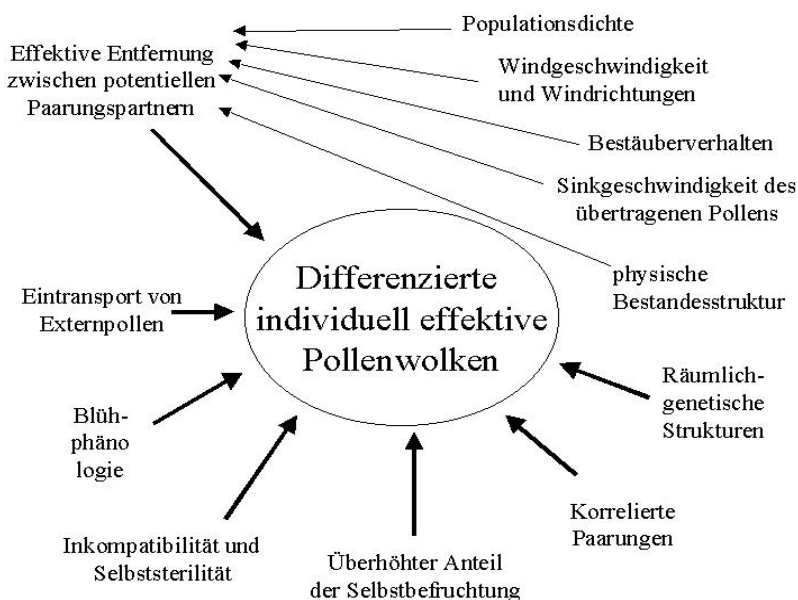 Populationsdichte
Effektive Entfernung
zwischen potentiellen
Paarungspartnern
Windgeschwindigkeit
und Windrichtungen
Bestäuberverhalten
Sinkgeschwindigkeit des
übertragenen Pollens
physische
Bestandesstruktur
Differenzierte
individuell effektive
Pollenwolken
Eintransport von
Externpollen
Räumlich-
genetische
Strukturen
Blüh-
phäno
logie
Korrelierte
Paarungen
Inkompatibilität und
Selbststerilität
Überhöhter Anteil
der Selbstbefruchtung